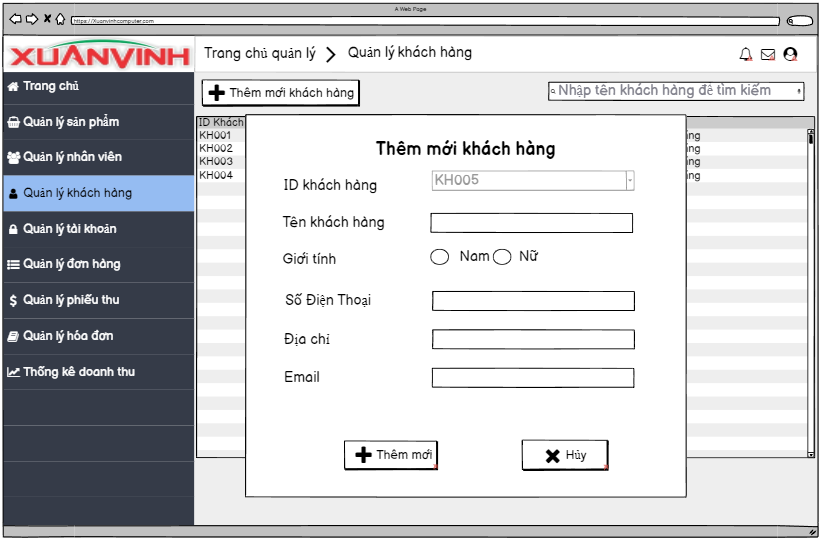 A Web Page
https://Xuanvinhcomputer.com
XUANVINH
Trang chủ quản lý
Quản lý khách hàng
Trang chủ
Quản lý sản phẩm
Quản lý nhân viên
Quản lý khách hàng
Quản lý tài khoản
Quản lý đơn hàng
Quản lý phiếu thu
Quản lý hóa đơn
Thống kê doanh thu
Thêm mới khách hàng
Nhập tên khách hàng để tìm kiếm
ID Khách
KH001
KH002
KH003
KH004
Thêm mới khách hàng
ID khách hàng
KH005
Tên khách hàng
Giới tính
Nam
Nữ
Số Điện Thoại
Địa chỉ
Email
Thêm mới
Hủy